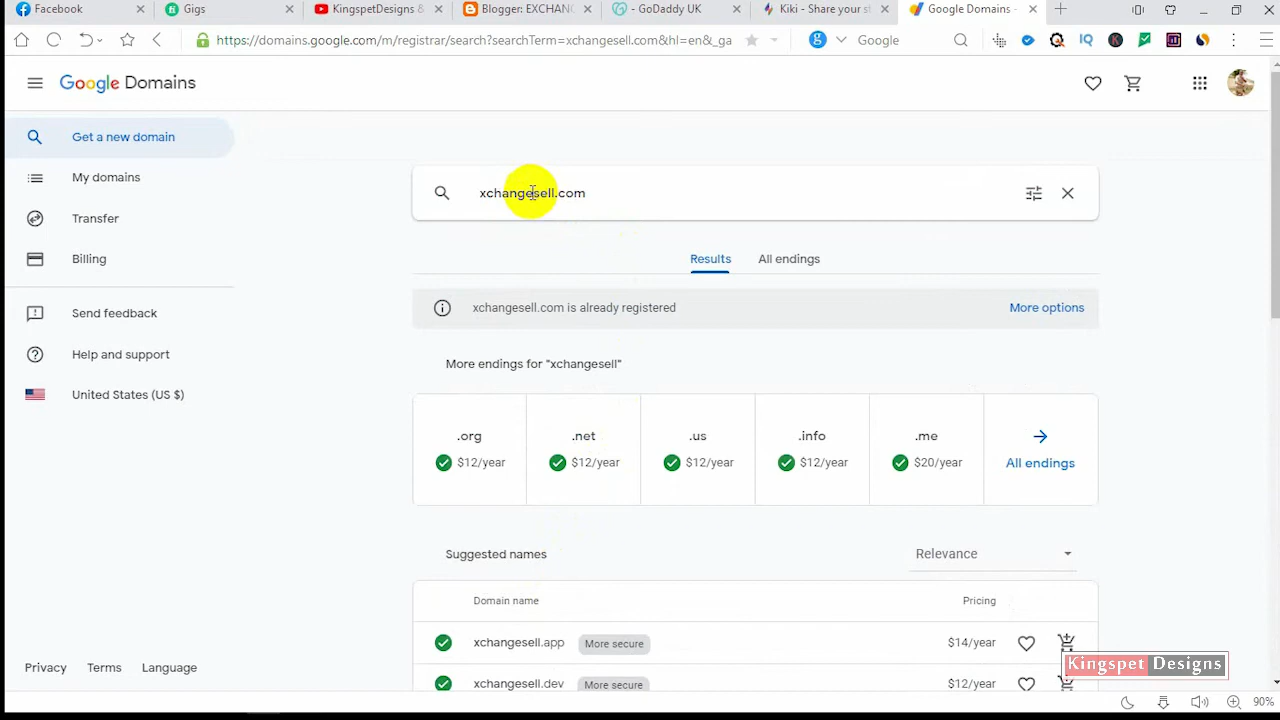 Facebook
Gigs
KingspetDesigns &
Blogger: EXCHAN
- GoDaddy UK
Kiki - Share your st
Google Domains -
https://domains.google.com/m/registrar/search?searchTerm=xchangesell.com&hl=en&_ga
Google
Google Domains
Get a new domain
My domains
Transfer
Billing
Send feedback
Help and support
United States (US $)
Privacy Terms Language
xchangesell.com
Results All endings
xchangesell.com is already registered More options
More endings for "xchangesell"
.org .net .us .info .me
$12/year $12/year $12/year $12/year $20/year All endings
Suggested names Relevance
Domain name Pricing
xchangesell.app More secure $14/year
xchangesell.dev More secure $12/year
Kingspet Designs
90%